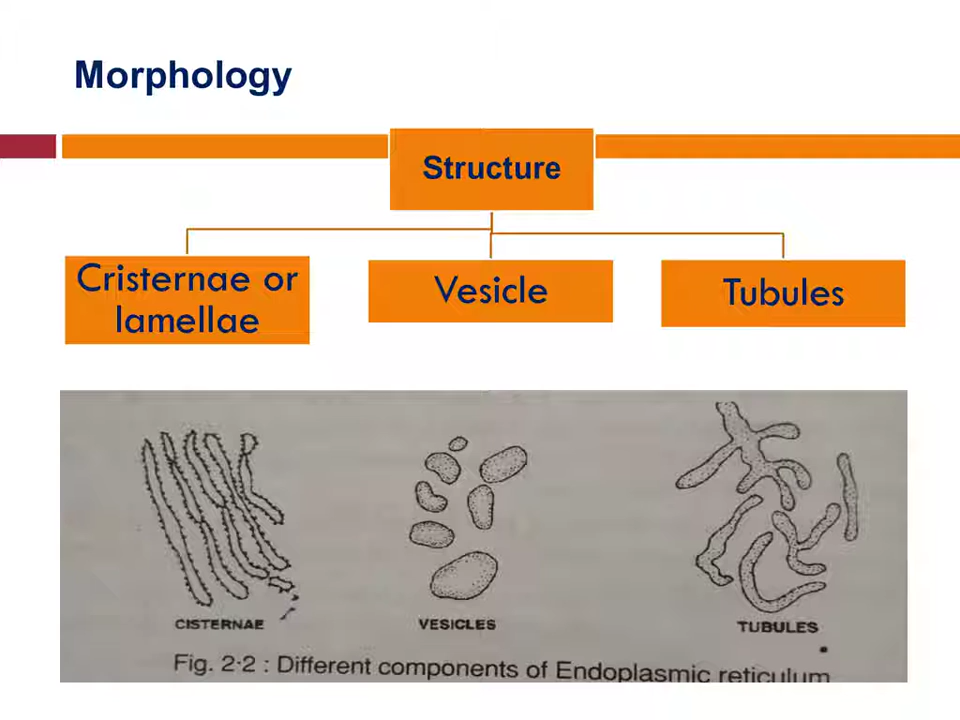 Morphology
Structure
Cristernae or
lamellae
Vesicle
Tubules
CISTERNAE
VESICLES
TUBULES
Fig. 2·2 : Different components of Endoplasmic reticulum